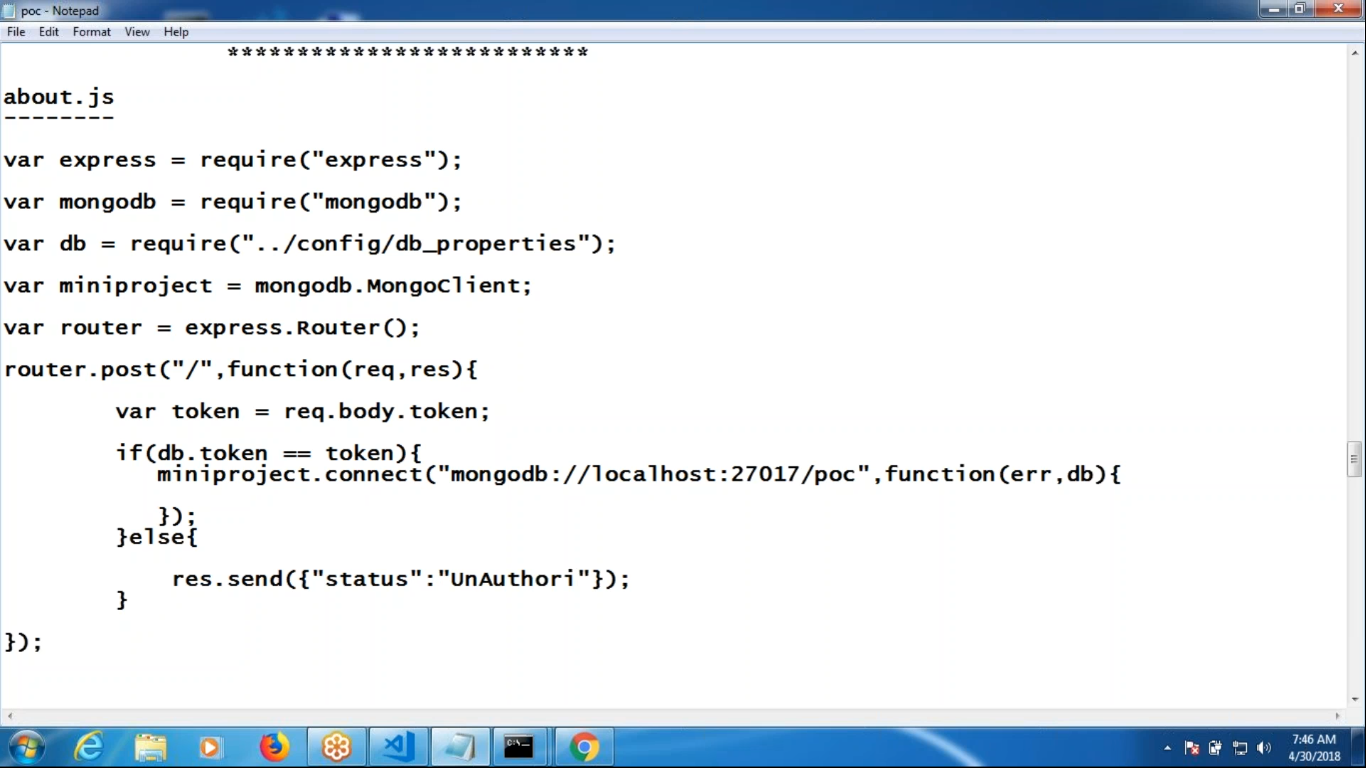 poc - Notepad
File Edit Format View Help
**************************
about.js
--------
var express = require("express");
var mongodb = require("mongodb");
var db = require("../config/db_properties");
var miniproject = mongodb.MongoClient;
var router = express.Router();
router.post("/",function(req,res){
var token = req.body.token;
if(db.token == token){
miniproject.connect("mongodb://localhost:27017/poc",function(err,db){
});
}else{
res.send({"status":"UnAuthori"});
}
});
7:46 AM
4/30/2018